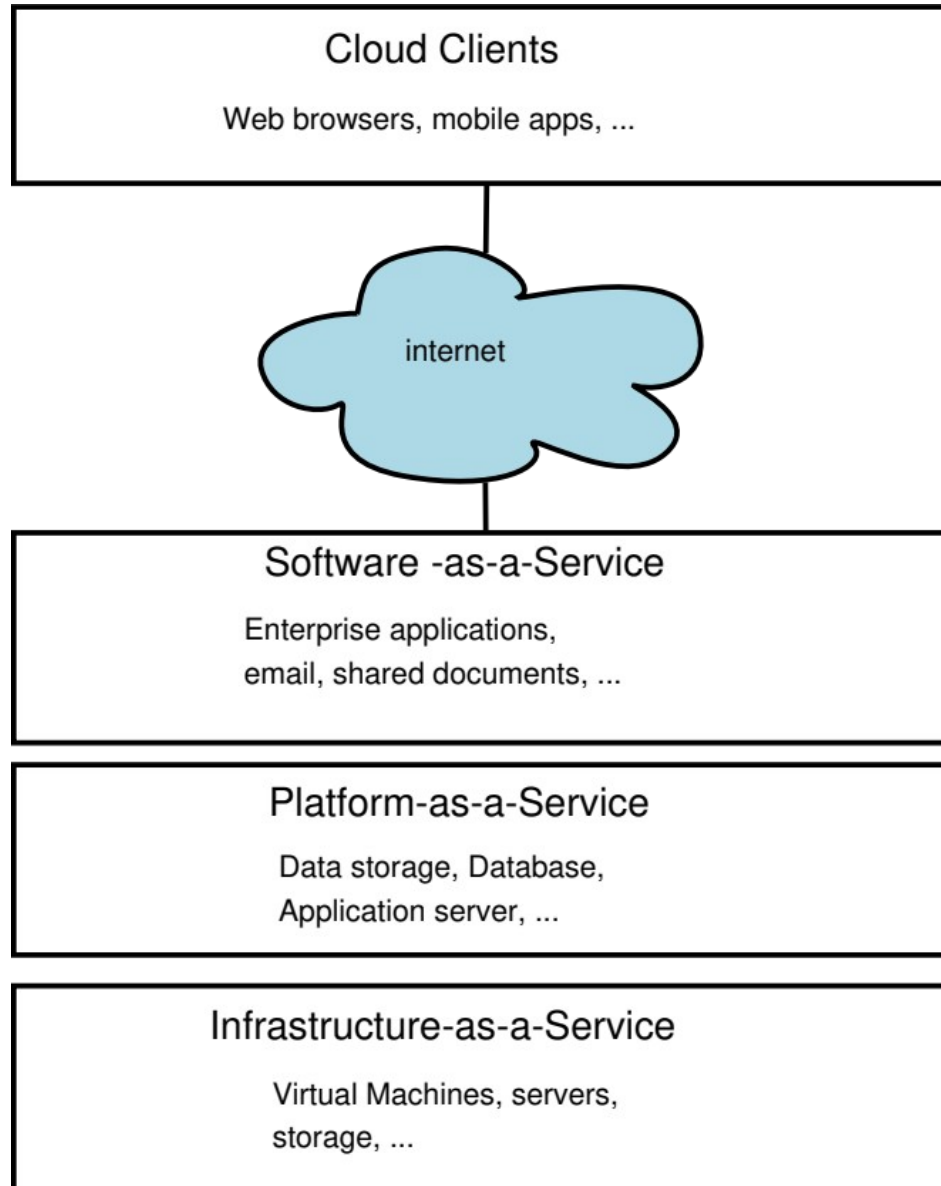 Cloud Clients
Web browsers, mobile apps, ...
internet
Software -as-a-Service
Enterprise applications,
email, shared documents, ...
Platform-as-a-Service
Data storage, Database,
Application server, ...
Infrastructure-as-a-Service
Virtual Machines, servers,
storage, ...